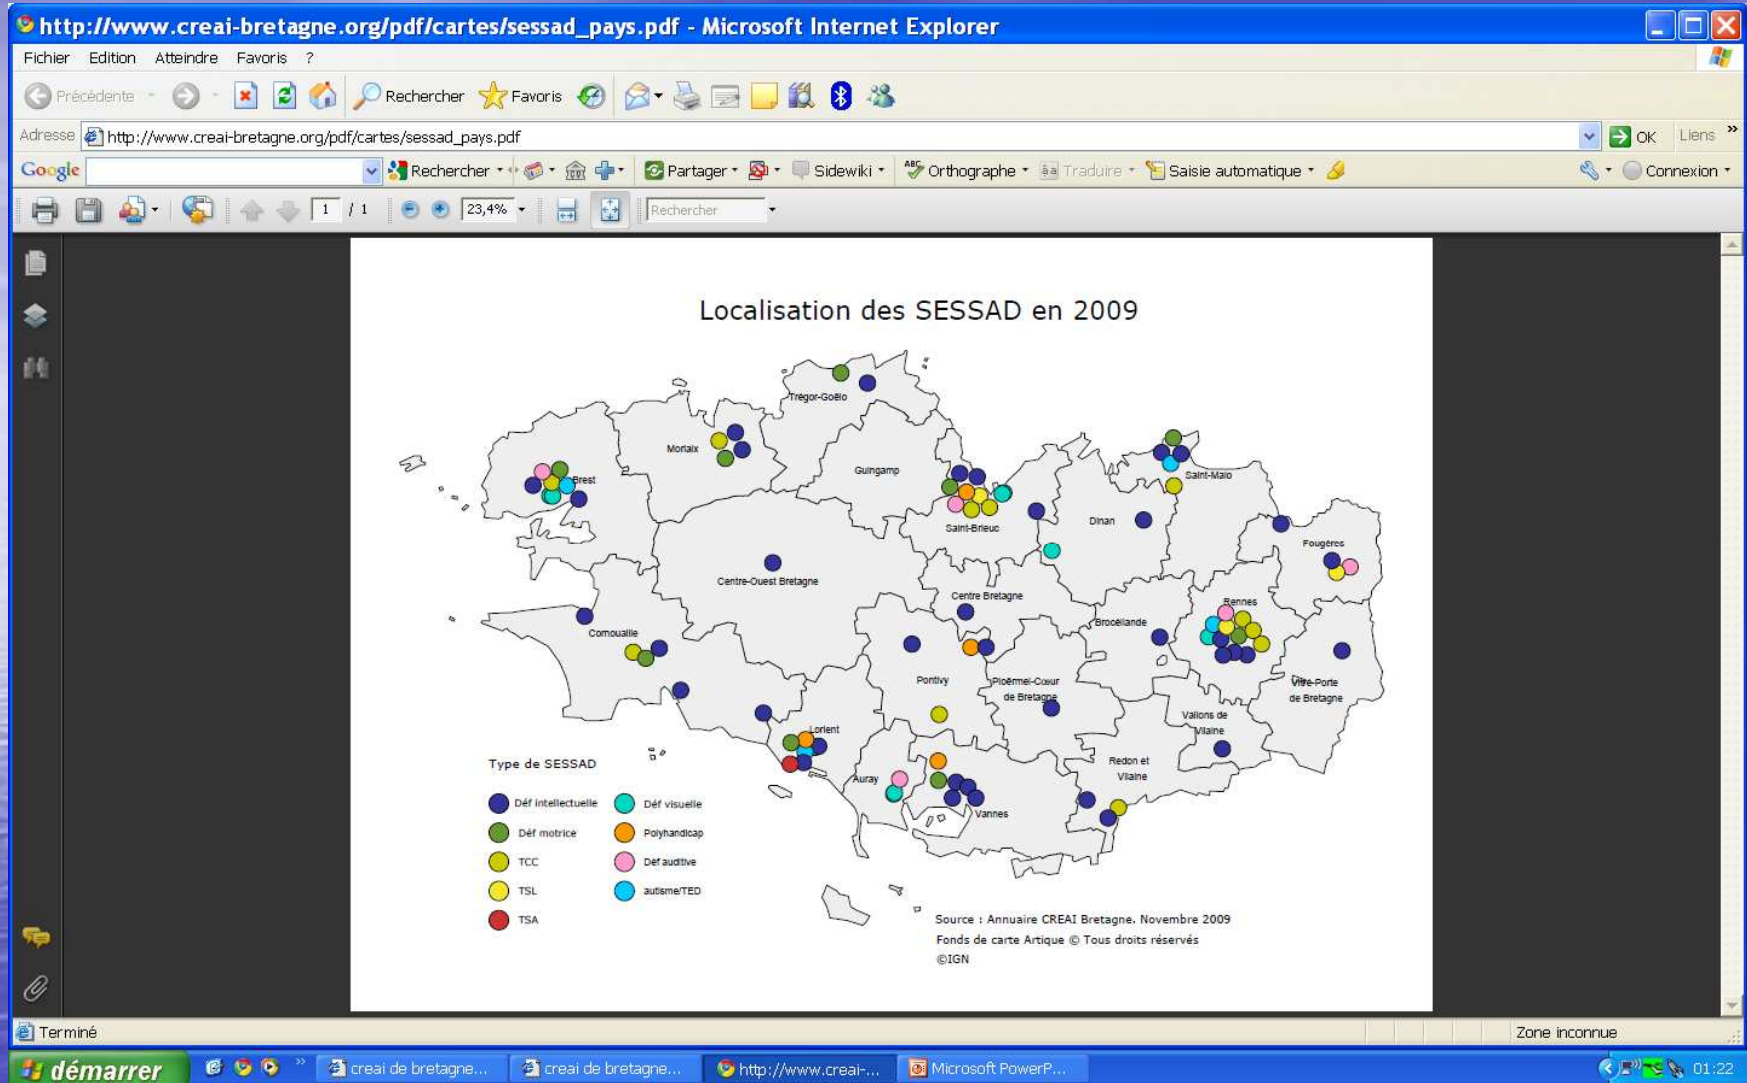 http://www.creai-bretagne.org/pdf/cartes/sessad_pays.pdf - Microsoft Internet Explorer
Fichier Edition Atteindre Favoris ?
Précédente Rechercher Favoris
Adresse http://www.creai-bretagne.org/pdf/cartes/sessad_pays.pdf OK Liens »
Google Rechercher Partager Sidewiki ABC Orthographe Traduire Saisie automatique Connexion
1 / 1 23,4% Rechercher
Localisation des SESSAD en 2009
Trégor-Goëlo
Morlaix
Guingamp
Saint-Malo
Brest
Saint-Brieuc
Dinan
Fougères
Centre-Ouest Bretagne
Centre Bretagne
Rennes
Brocéliande
Cornouaille
Pontivy
Ploërmel-Cœur
de Bretagne
Vitré-Porte
de Bretagne
Vallons de
Vilaine
Lorient
Redon et
Vilaine
Auray
Vannes
Type de SESSAD
Déf intellectuelle Déf visuelle
Déf motrice Polyhandicap
TCC Déf auditive
TSL autisme/TED
TSA
Source : Annuaire CREAI Bretagne. Novembre 2009
Fonds de carte Artique © Tous droits réservés
©IGN
Terminé Zone inconnue
démarrer » creai de bretagne... creai de bretagne... http://www.creai-... Microsoft PowerP... 01:22